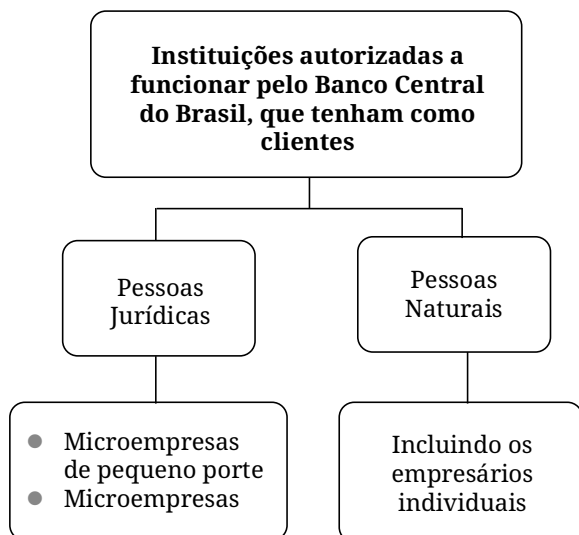 Instituições autorizadas a
funcionar pelo Banco Central
do Brasil, que tenham como
clientes
Pessoas
Jurídicas
Pessoas
Naturais
● Microempresas
de pequeno porte
● Microempresas
Incluindo os
empresários
individuais